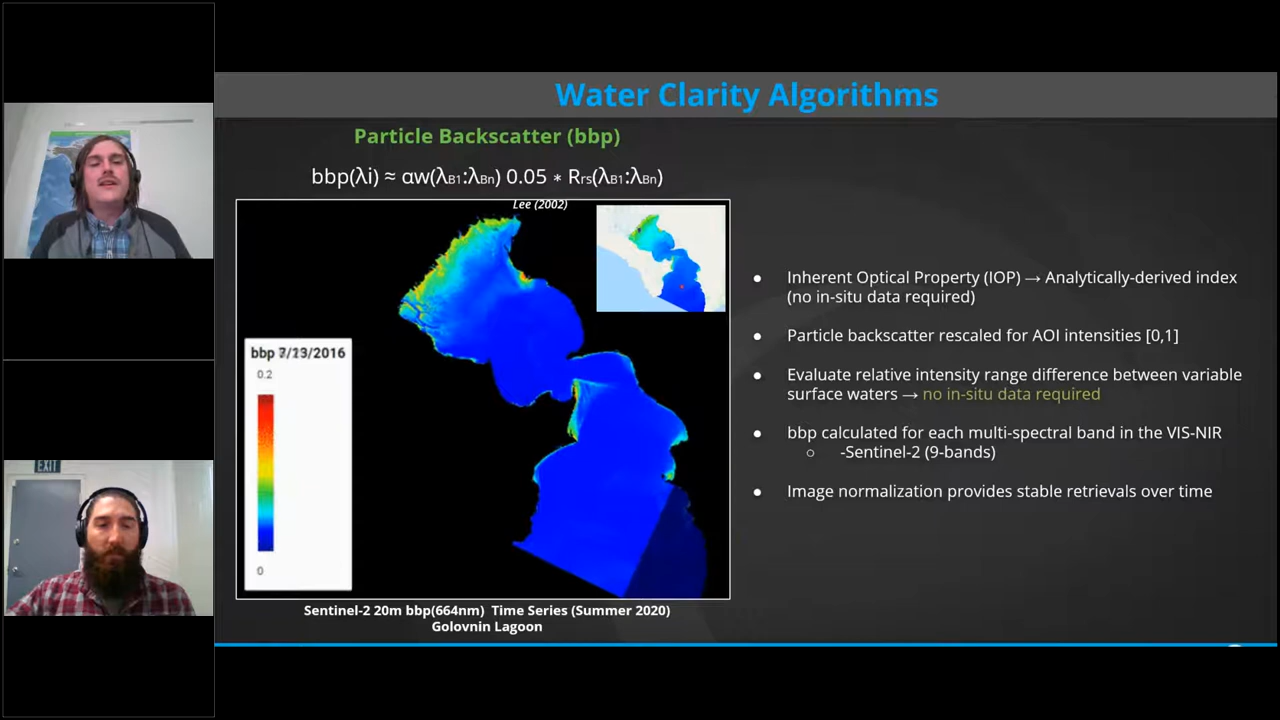 EXIT
Water Clarity Algorithms
Particle Backscatter (bbp)
bbp(λi) ≈ αw(λB1:λBn) 0.05 * Rrs(λB1:λBn)
Lee (2002)
bbp /13/2016
0.2
0
Sentinel-2 20m bbp(664nm) Time Series (Summer 2020)
Golovnin Lagoon
● Inherent Optical Property (IOP) → Analytically-derived index
(no in-situ data required)
● Particle backscatter rescaled for AOI intensities [0,1]
● Evaluate relative intensity range difference between variable
surface waters → no in-situ data required
● bbp calculated for each multi-spectral band in the VIS-NIR
○ -Sentinel-2 (9-bands)
● Image normalization provides stable retrievals over time